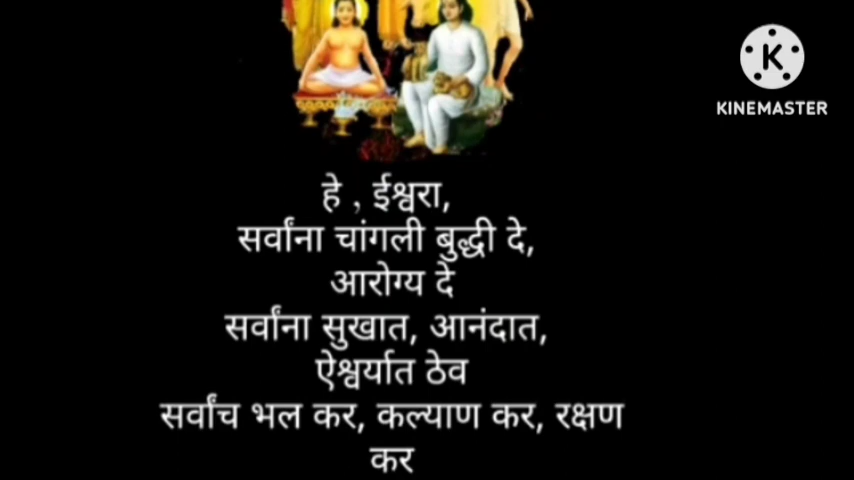 KINEMASTER
हे , ईश्वरा,
सर्वांना चांगली बुद्धी दे,
आरोग्य दे
सर्वांना सुखात, आनंदात,
ऐश्वर्यात ठेव
सर्वांच भल कर, कल्याण कर, रक्षण
कर